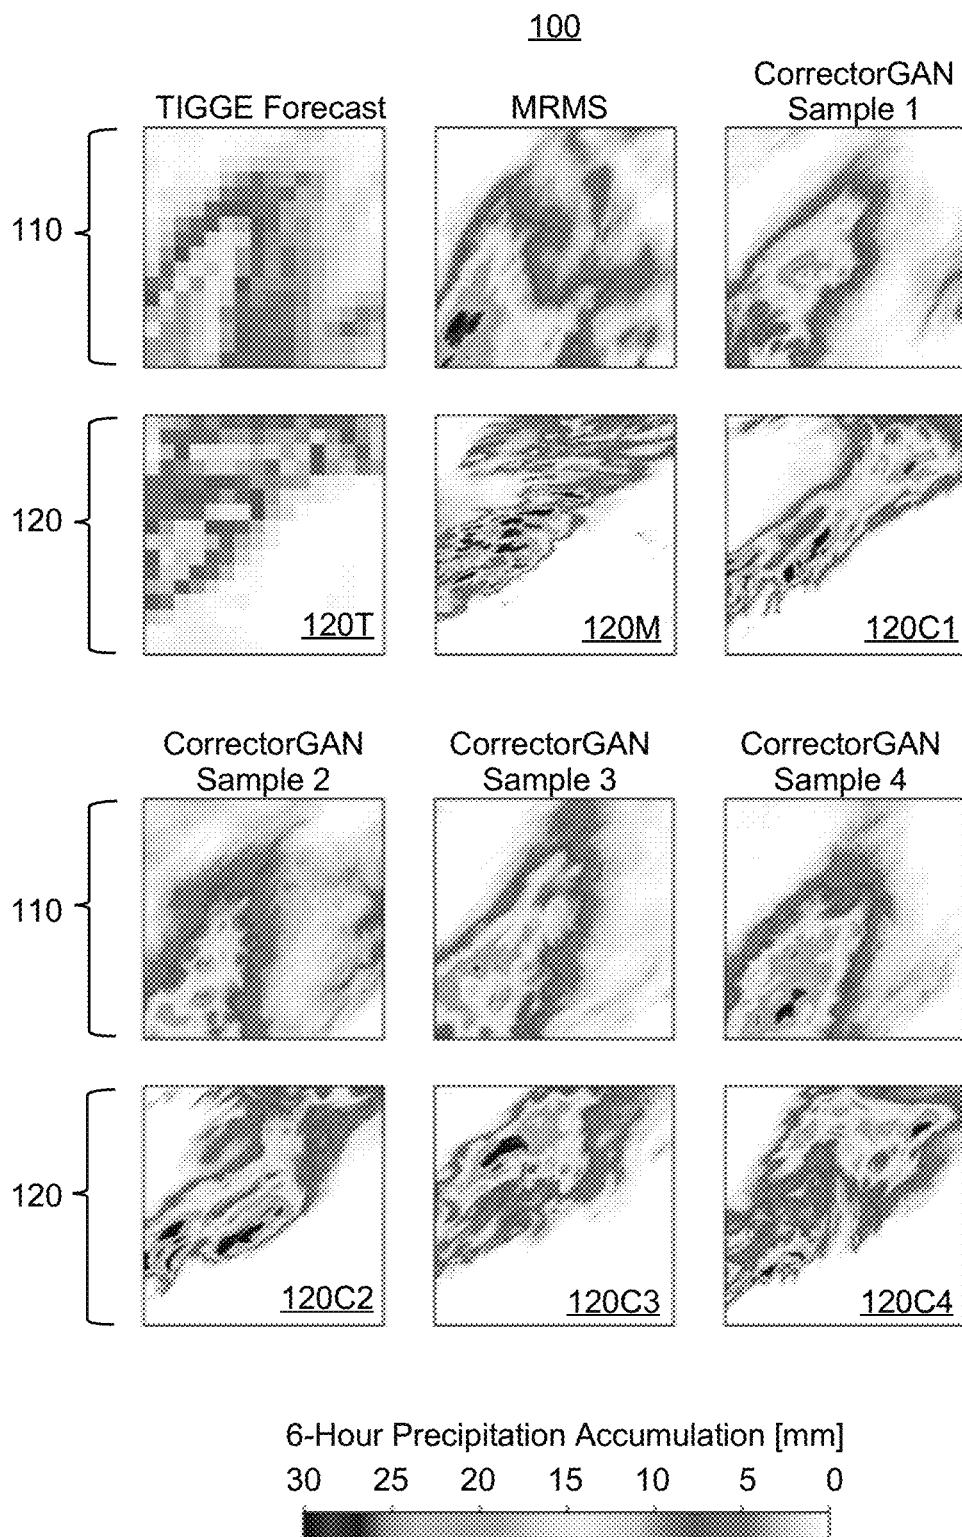 100
TIGGE Forecast
MRMS
CorrectorGAN
Sample 1
110
120
120T
120M
120C1
CorrectorGAN
Sample 2
CorrectorGAN
Sample 3
CorrectorGAN
Sample 4
110
120
120C2
120C3
120C4
6-Hour Precipitation Accumulation [mm]
30 25 20 15 10 5 0